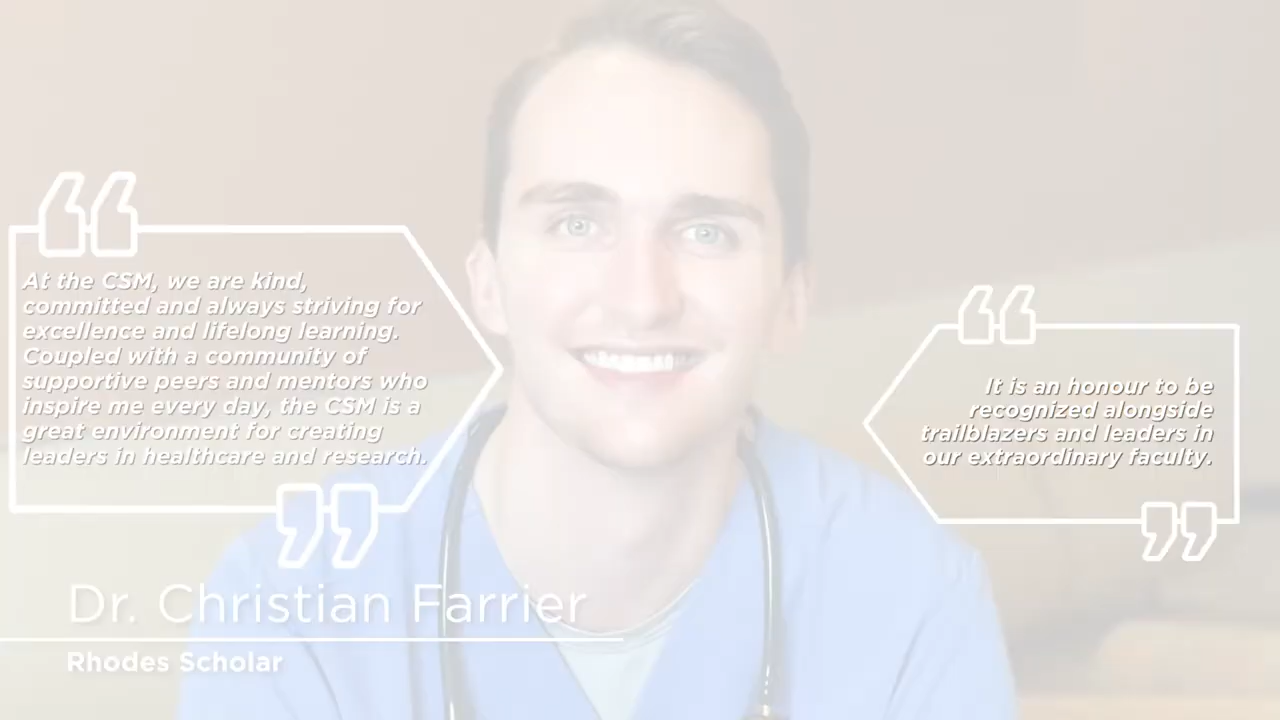 At the CSM, we are kind,
committed and always striving for
excellence and lifelong learning.
Coupled with a community of
supportive peers and mentors who
inspire me every day, the CSM is a
great environment for creating
leaders in healthcare and research.
It is an honour to be
recognized alongside
trailblazers and leaders in
our extraordinary faculty.
Dr. Christian Farrier
Rhodes Scholar